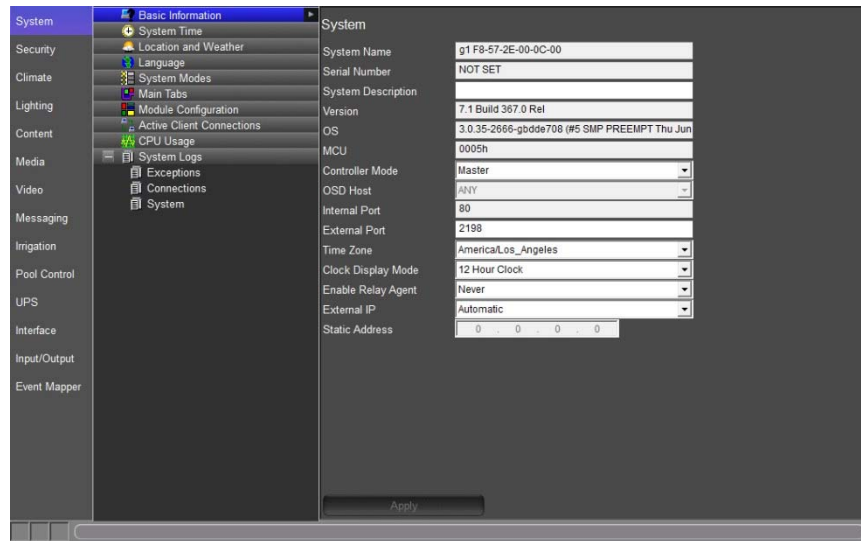 System
Security
Climate
Lighting
Content
Media
Video
Messaging
Irrigation
Pool Control
UPS
Interface
Input/Output
Event Mapper
Basic Information
System Time
Location and Weather
Language
System Modes
Main Tabs
Module Configuration
Active Client Connections
CPU Usage
System Logs
Exceptions
Connections
System
System
System Name g1 F8-57-2E-00-0C-00
Serial Number NOT SET
System Description
Version 7.1 Build 367.0 Rel
OS 3.0.35-2666-gbdde708 (#5 SMP PREEMPT Thu Jun
MCU 0005h
Controller Mode Master
OSD Host ANY
Internal Port 80
External Port 2198
Time Zone America/Los_Angeles
Clock Display Mode 12 Hour Clock
Enable Relay Agent Never
External IP Automatic
Static Address 0 . 0 . 0 . 0
Apply